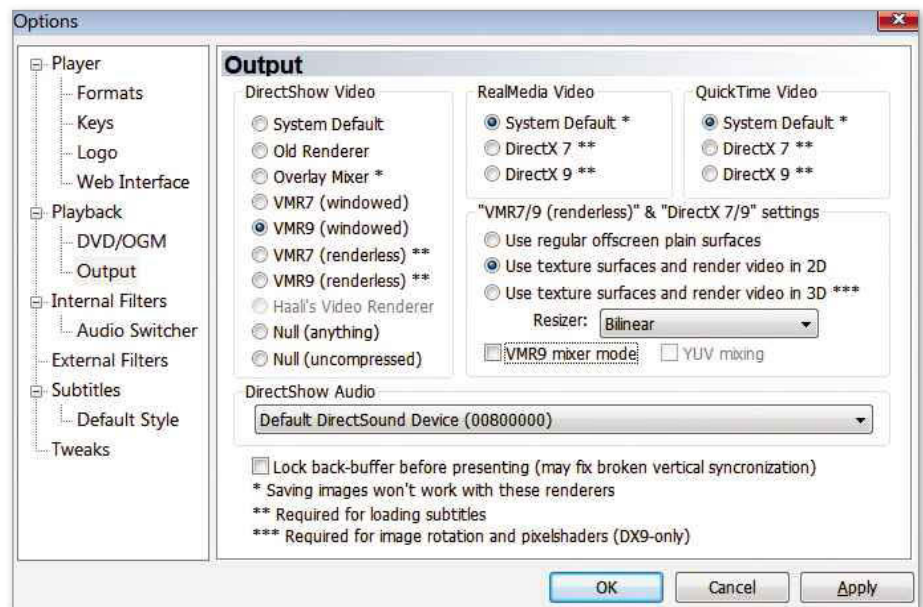 Options
Player
Formats
Keys
Logo
Web Interface
Playback
DVD/OGM
Output
Internal Filters
Audio Switcher
External Filters
Subtitles
Default Style
Tweaks
Output
DirectShow Video
System Default
Old Renderer
Overlay Mixer *
VMR7 (windowed)
VMR9 (windowed)
VMR7 (renderless) **
VMR9 (renderless) **
Haali's Video Renderer
Null (anything)
Null (uncompressed)
RealMedia Video
System Default *
DirectX 7 **
DirectX 9 **
QuickTime Video
System Default *
DirectX 7 **
DirectX 9 **
"VMR7/9 (renderless)" & "DirectX 7/9" settings
Use regular offscreen plain surfaces
Use texture surfaces and render video in 2D
Use texture surfaces and render video in 3D ***
Resizer: Bilinear
VMR9 mixer mode YUV mixing
DirectShow Audio
Default DirectSound Device (00800000)
Lock back-buffer before presenting (may fix broken vertical syncronization)
* Saving images won't work with these renderers
** Required for loading subtitles
*** Required for image rotation and pixelshaders (DX9-only)
OK Cancel Apply